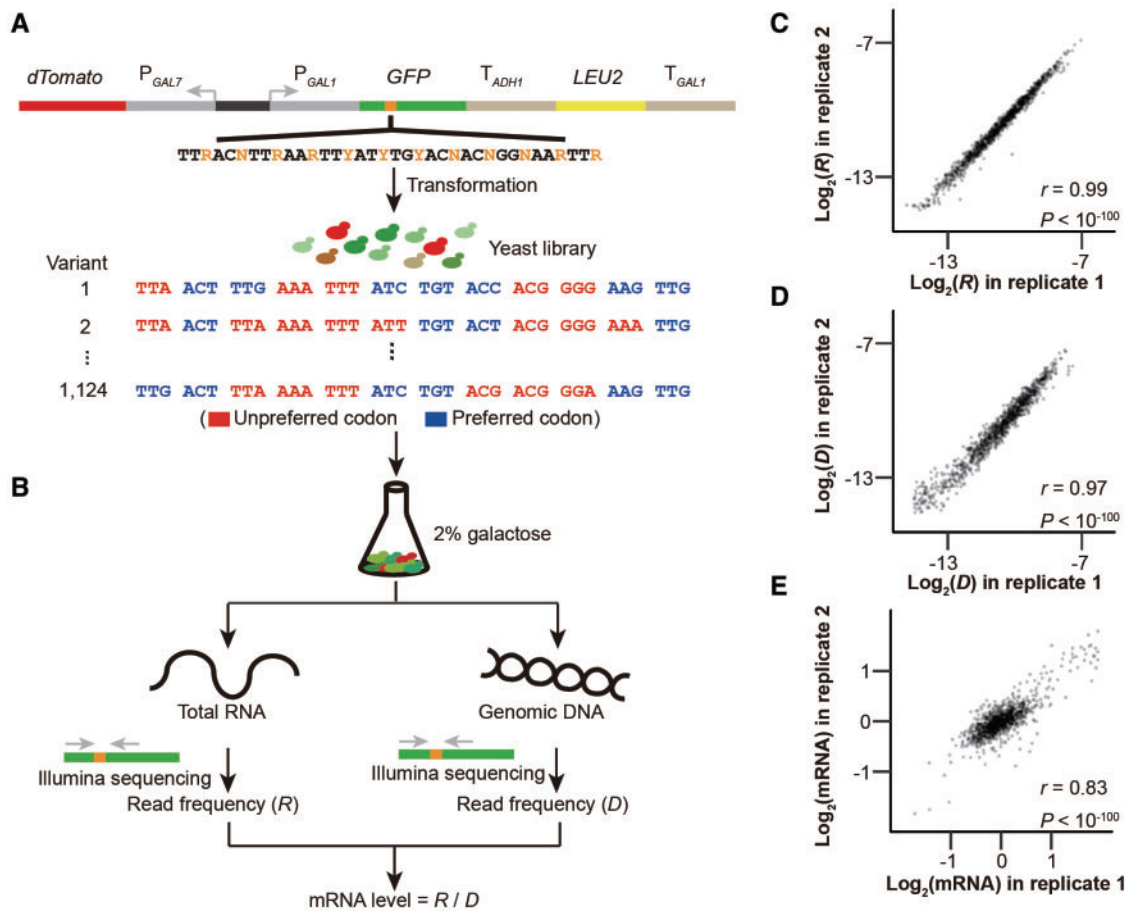 A
dTomato P_GAL7 P_GAL1 GFP T_ADH1 LEU2 T_GAL1
TTRACNTTRAARTTYATYTGYACNACNGGNAARTTR
Transformation
Yeast library
Variant
1 TTA ACT TTG AAA TTT ATC TGT ACC ACG GGG AAG TTG
2 TTA ACT TTA AAA TTT ATT TGT ACT ACG GGG AAA TTG
⋮ ⋮
1,124 TTG ACT TTA AAA TTT ATC TGT ACG ACG GGA AAG TTG
( Unpreferred codon Preferred codon)
B
2% galactose
Total RNA Genomic DNA
Illumina sequencing Illumina sequencing
Read frequency (R) Read frequency (D)
mRNA level = R / D
C
Log2(R) in replicate 2
-7
-13
r = 0.99
P < 10^-100
-13 -7
Log2(R) in replicate 1
D
Log2(D) in replicate 2
-7
-13
r = 0.97
P < 10^-100
-13 -7
Log2(D) in replicate 1
E
Log2(mRNA) in replicate 2
1
0
-1
r = 0.83
P < 10^-100
-1 0 1
Log2(mRNA) in replicate 1